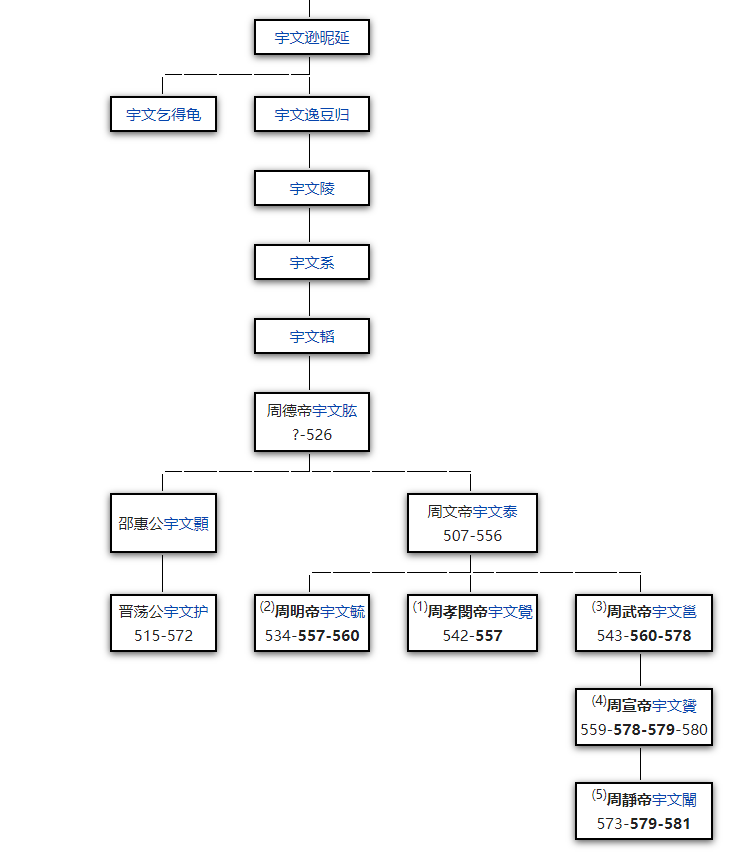 宇文逊昵延
宇文乞得龟
宇文逸豆归
宇文陵
宇文系
宇文韬
周德帝宇文肱
?-526
邵惠公宇文顥
周文帝宇文泰
507-556
晋荡公宇文护
515-572
(2)周明帝宇文毓
534-557-560
(1)周孝閔帝宇文覺
542-557
(3)周武帝宇文邕
543-560-578
(4)周宣帝宇文贇
559-578-579-580
(5)周靜帝宇文闡
573-579-581